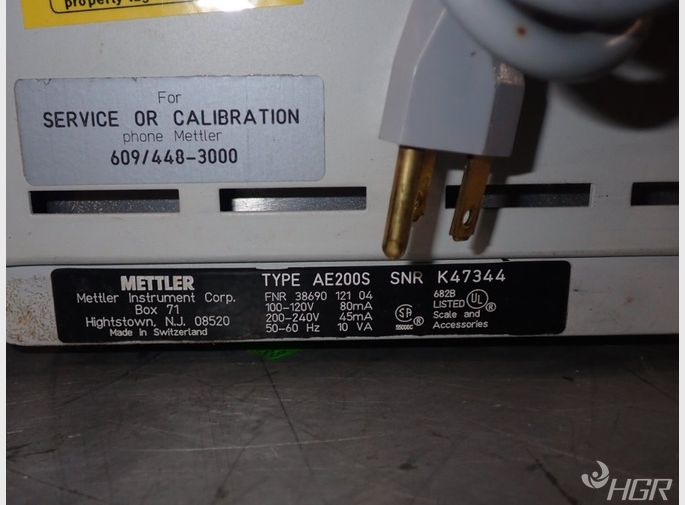 For
SERVICE OR CALIBRATION
phone Mettler
609/448-3000
METTLER
Mettler Instrument Corp.
Box 71
Hightstown, N.J. 08520
Made in Switzerland
TYPE AE200S SNR K47344
FNR 38690 121 04
100-120V 80mA
200-240V 45mA
50-60 Hz 10 VA
SA ®
682B
LISTED UL ®
Scale and
Accessories
HGR